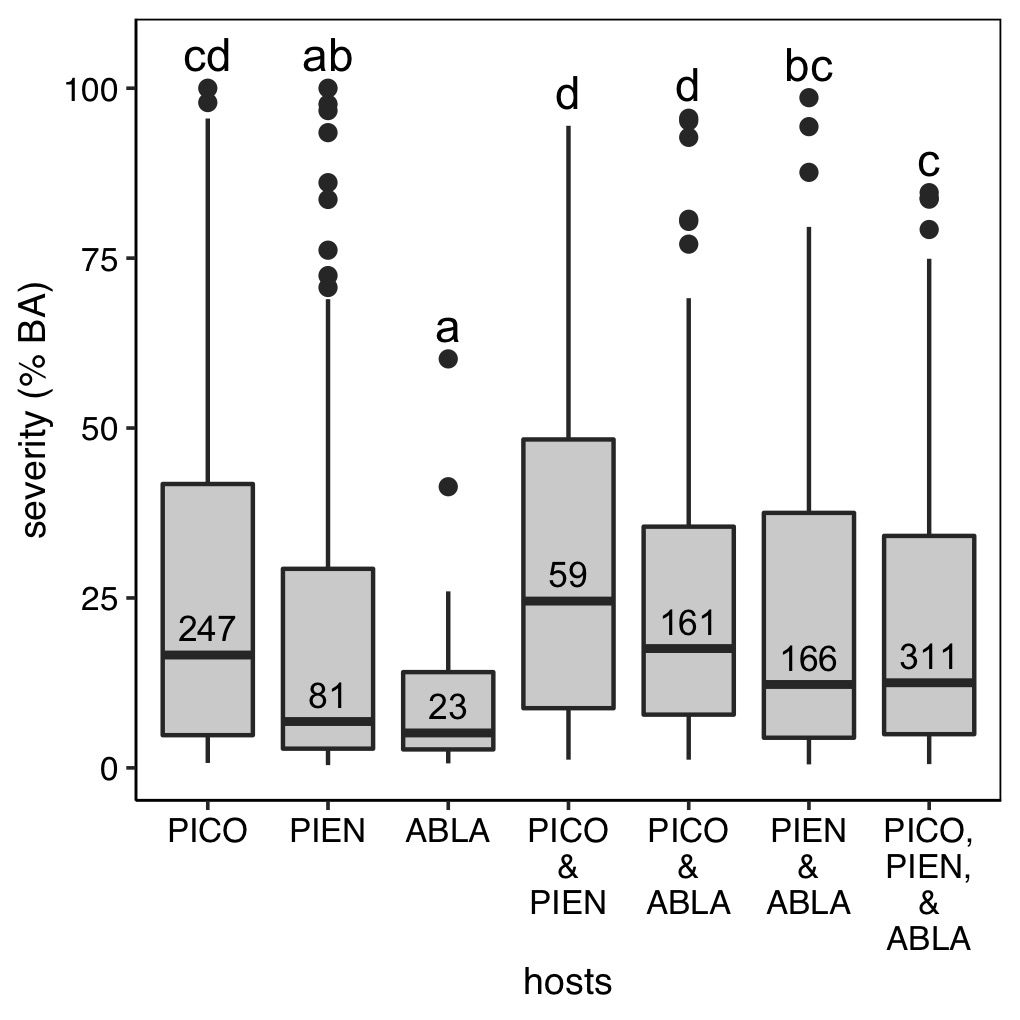 cd
ab
a
d
d
bc
c
100
75
50
25
0
severity (% BA)
247
81
23
59
161
166
311
PICO
PIEN
ABLA
PICO
&
PIEN
PICO
&
ABLA
PIEN
&
ABLA
PICO,
PIEN,
&
ABLA
hosts